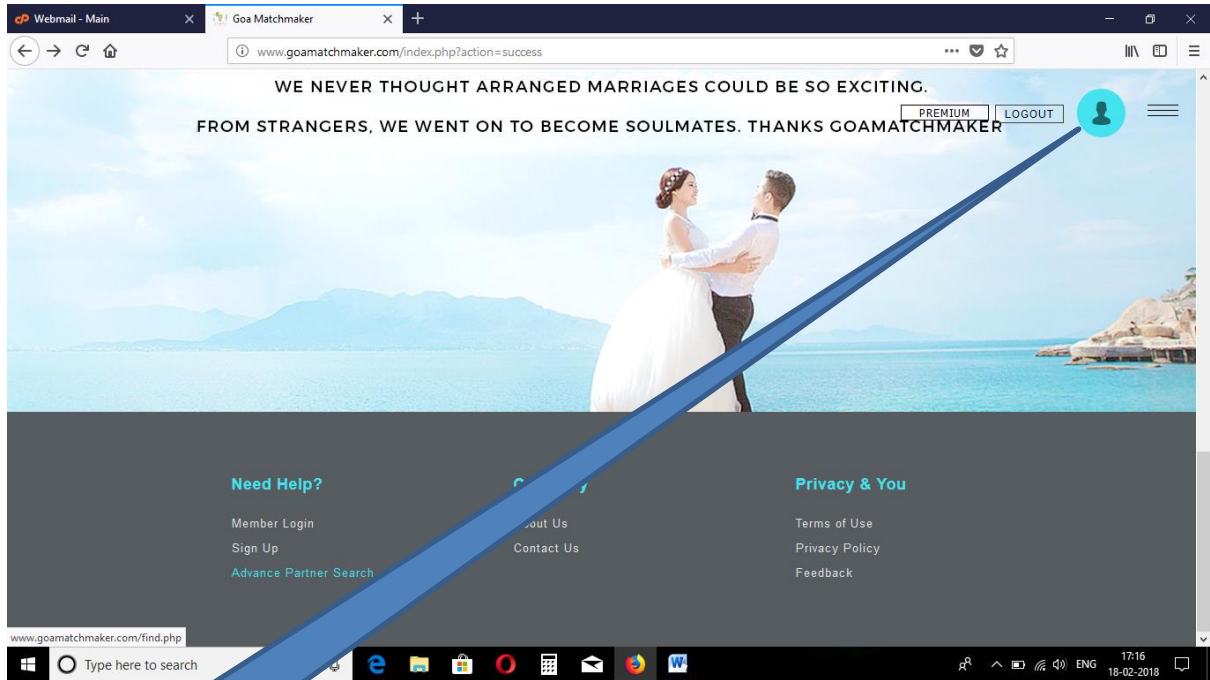 Webmail - Main
Goa Matchmaker
www.goamatchmaker.com/index.php?action=success
WE NEVER THOUGHT ARRANGED MARRIAGES COULD BE SO EXCITING.
PREMIUM LOGOUT
FROM STRANGERS, WE WENT ON TO BECOME SOULMATES. THANKS GOAMATCHMAKER
Need Help?
Privacy & You
Member Login
Us
Terms of Use
Sign Up
Contact Us
Privacy Policy
Advance Partner Search
Feedback
www.goamatchmaker.com/find.php
Type here to search
ENG
17:16
18-02-2018